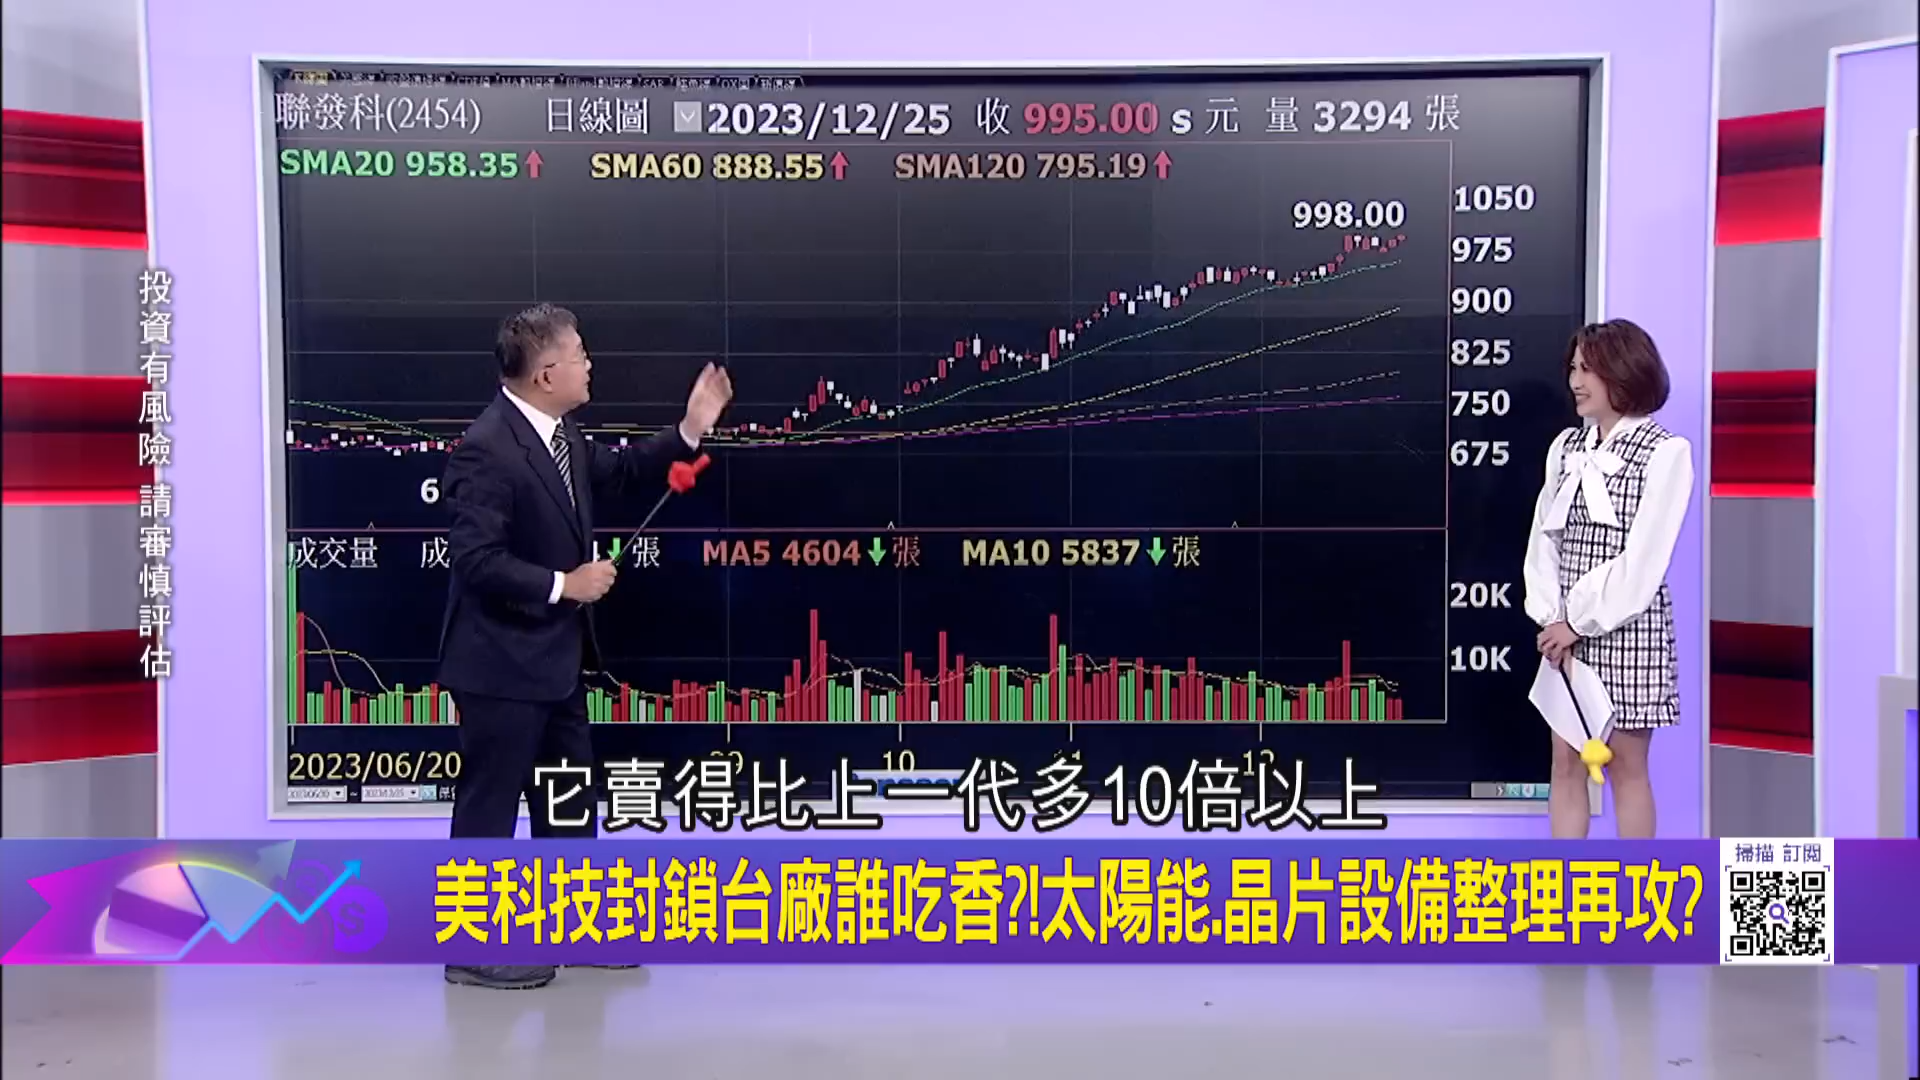 聯發科(2454) 日線圖 2023/12/25 收 995.00 s 元 量 3294 張
SMA20 958.35↑ SMA60 888.55↑ SMA120 795.19↑
998.00
1050
975
900
825
750
675
6
成交量 成 4↓張 MA5 4604↓張 MA10 5837↓張
20K
10K
2023/06/20 09 10 11 12
投資有風險 請審慎評估
它賣得比上一代多10倍以上
美科技封鎖台廠誰吃香?!太陽能.晶片設備整理再攻?
掃描 訂閱